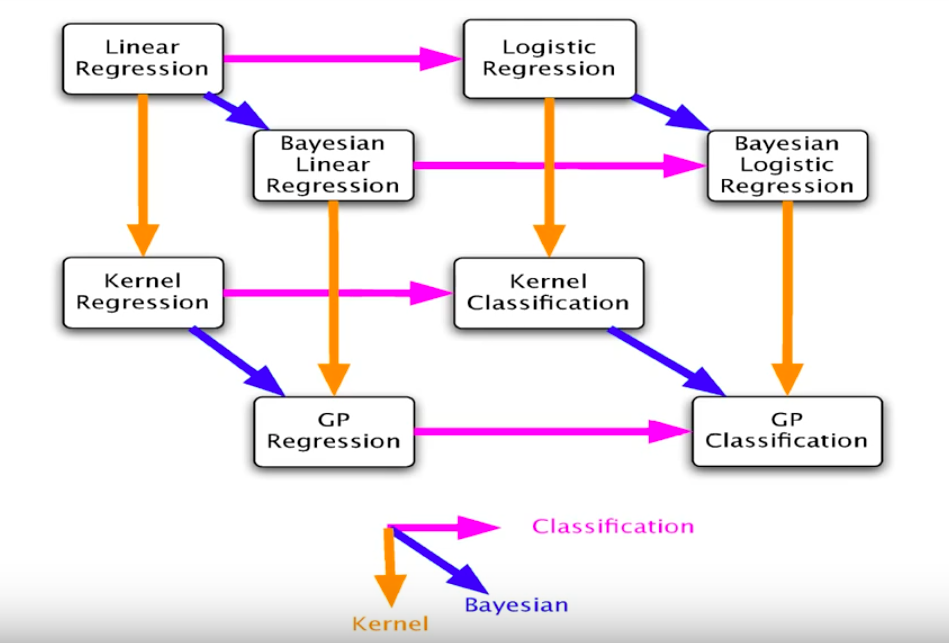 Linear
Regression
Logistic
Regression
Bayesian
Linear
Regression
Bayesian
Logistic
Regression
Kernel
Regression
Kernel
Classification
GP
Regression
GP
Classification
Classification
Bayesian
Kernel